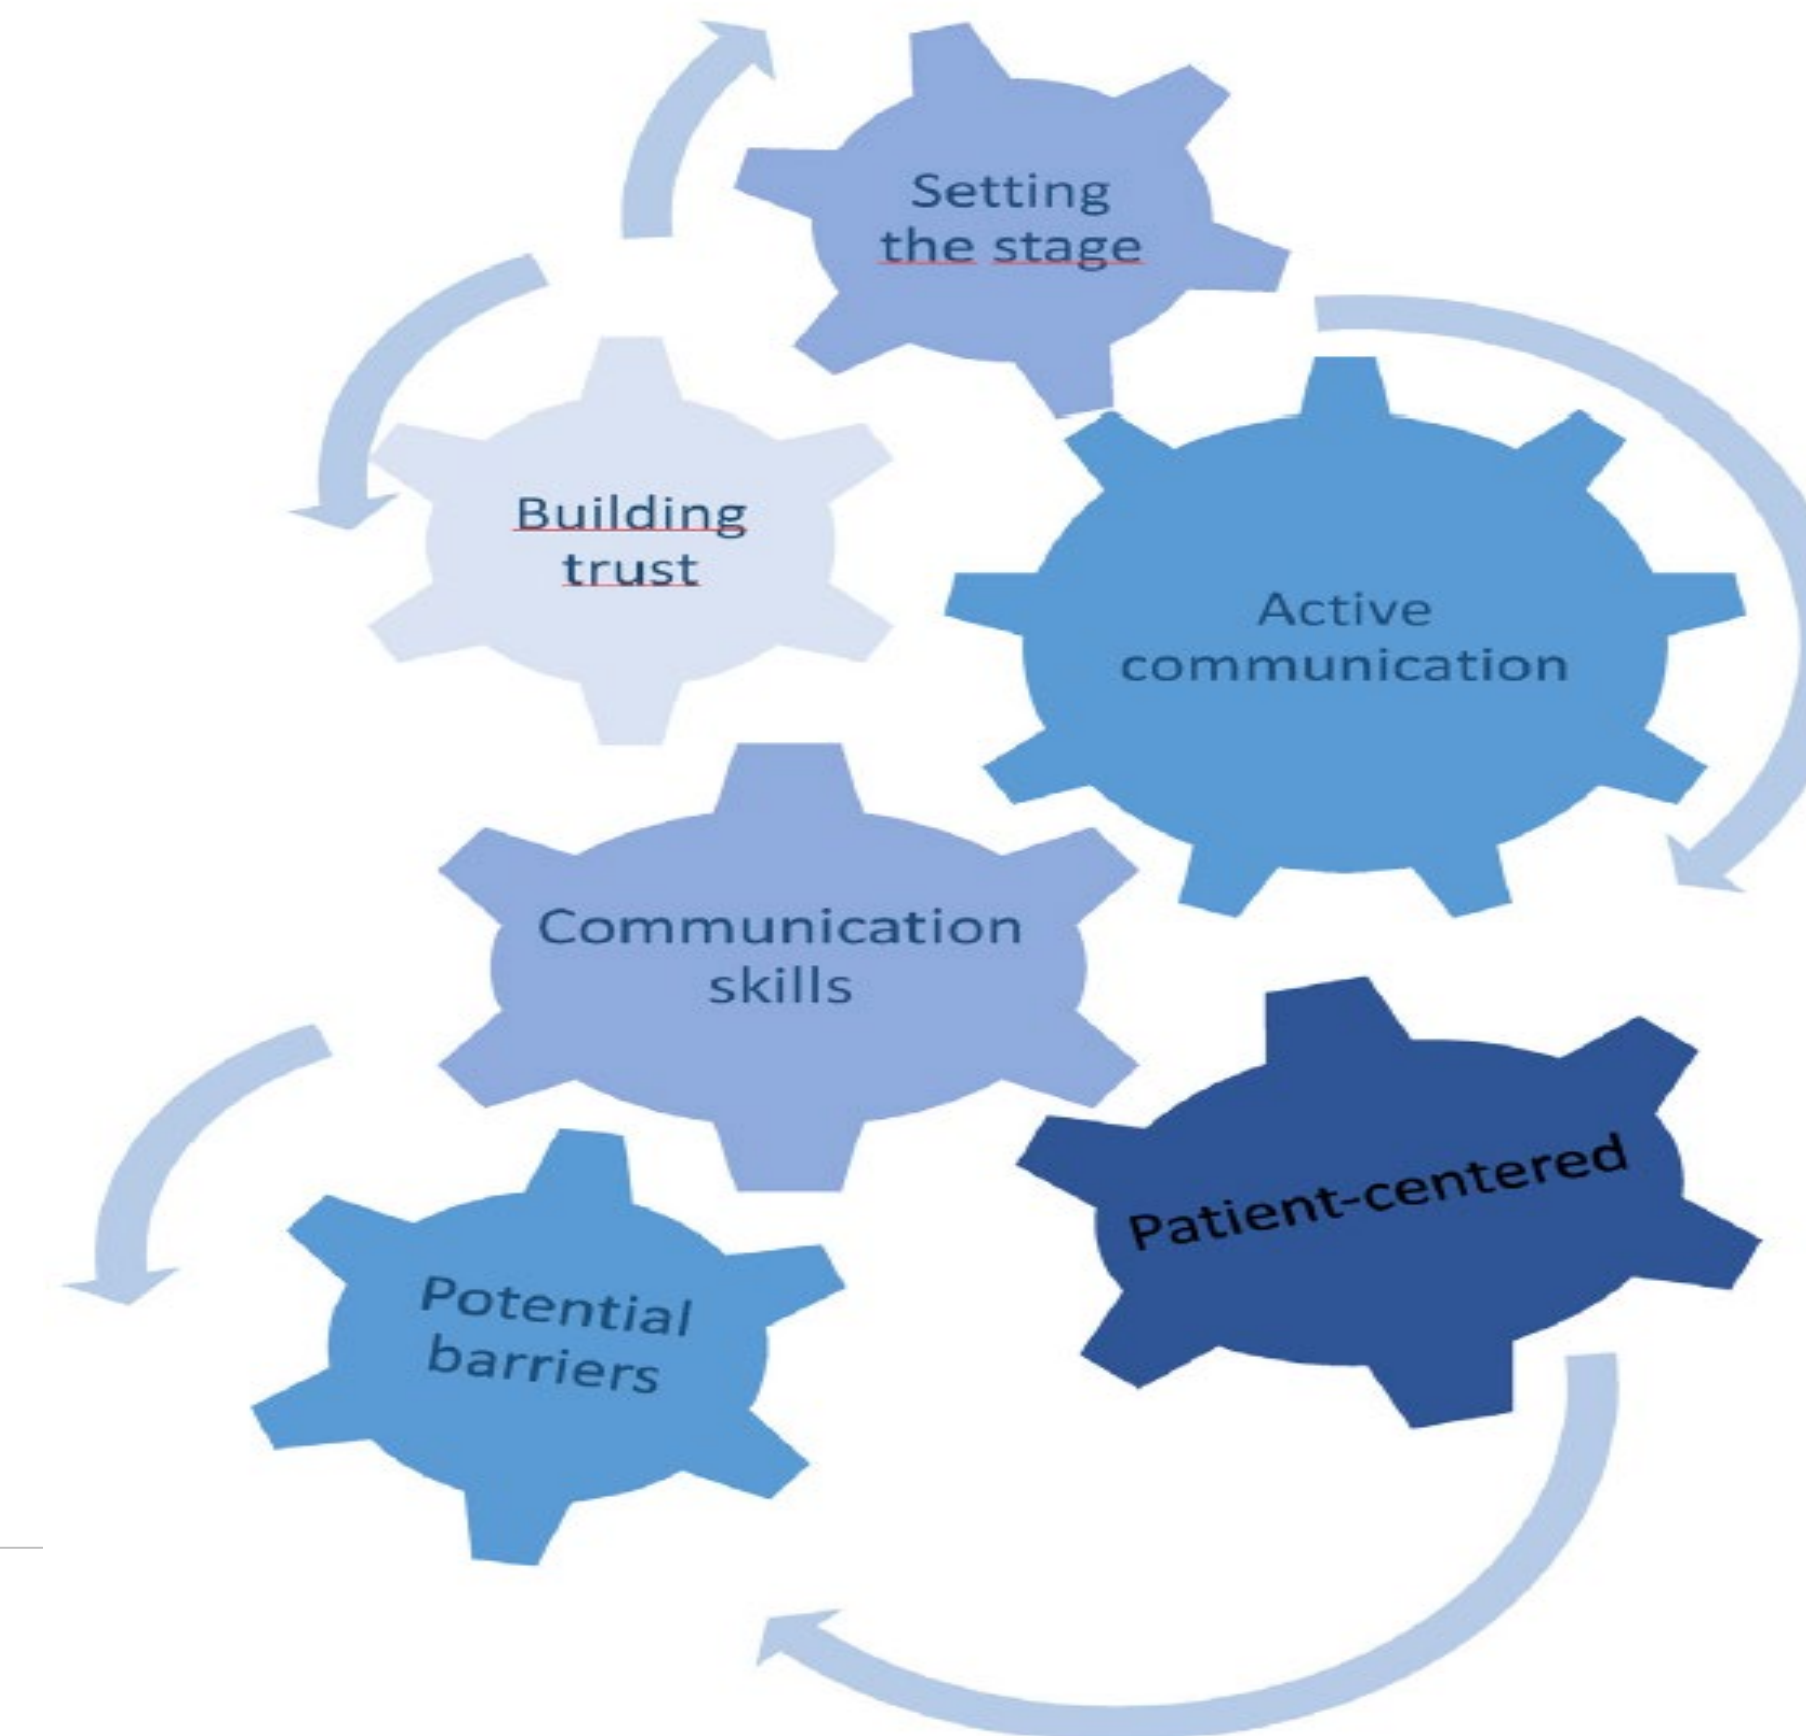 Setting
the stage
Building
trust
Active
communication
Communication
skills
Patient-centered
Potential
barriers